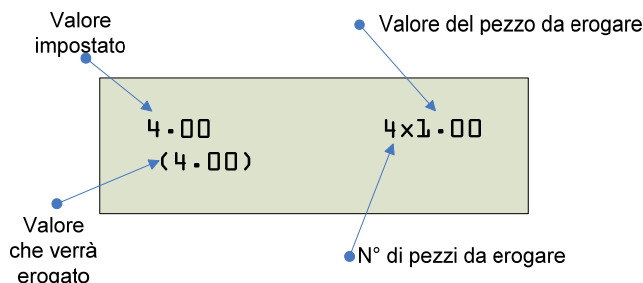 Valore
impostato
Valore del pezzo da erogare
4.00
4x1.00
(4.00)
Valore
che verrà
erogato
N° di pezzi da erogare